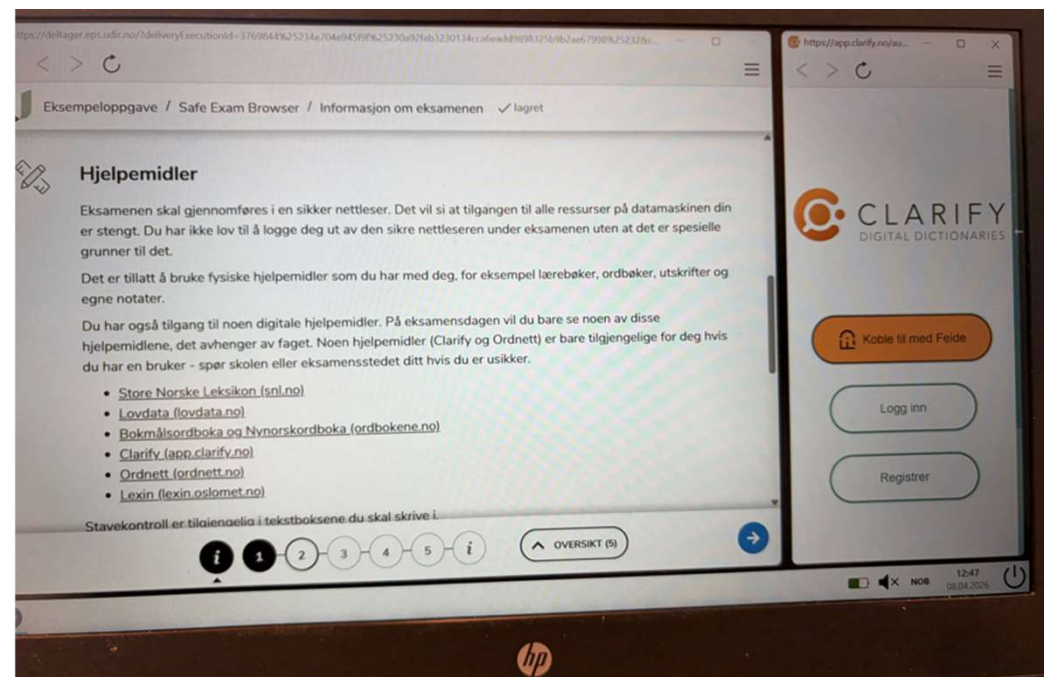 Eksempeloppgave / Safe Exam Browser / Informasjon om eksamenen ✓ lagret
Hjelpemidler
Eksamenen skal gjennomføres i en sikker nettleser. Det vil si at tilgangen til alle ressurser på datamaskinen din
er stengt. Du har ikke lov til å logge deg ut av den sikre nettleseren under eksamenen uten at det er spesielle
grunner til det.
Det er tillatt å bruke fysiske hjelpemidler som du har med deg, for eksempel lærebøker, ordbøker, utskrifter og
egne notater.
Du har også tilgang til noen digitale hjelpemidler. På eksamensdagen vil du bare se noen av disse
hjelpemidlene, det avhenger av faget. Noen hjelpemidler (Clarify og Ordnett) er bare tilgjengelige for deg hvis
du har en bruker - spør skolen eller eksamensstedet ditt hvis du er usikker.
• Store Norske Leksikon (snl.no)
• Lovdata (lovdata.no)
• Bokmålsordboka og Nynorskordboka (ordbokene.no)
• Clarify (app.clarify.no)
• Ordnett (ordnett.no)
• Lexin (lexin.oslomet.no)
Stavekontroll er tilgjengelig i tekstboksene du skal skrive i.
i 1 2 3 4 5 i OVERSIKT (5)
https://app.clarify.no/au...
CLARIFY
DIGITAL DICTIONARIES
Koble til med Feide
Logg inn
Registrer
NOB
12:47
08.04.2026
hp